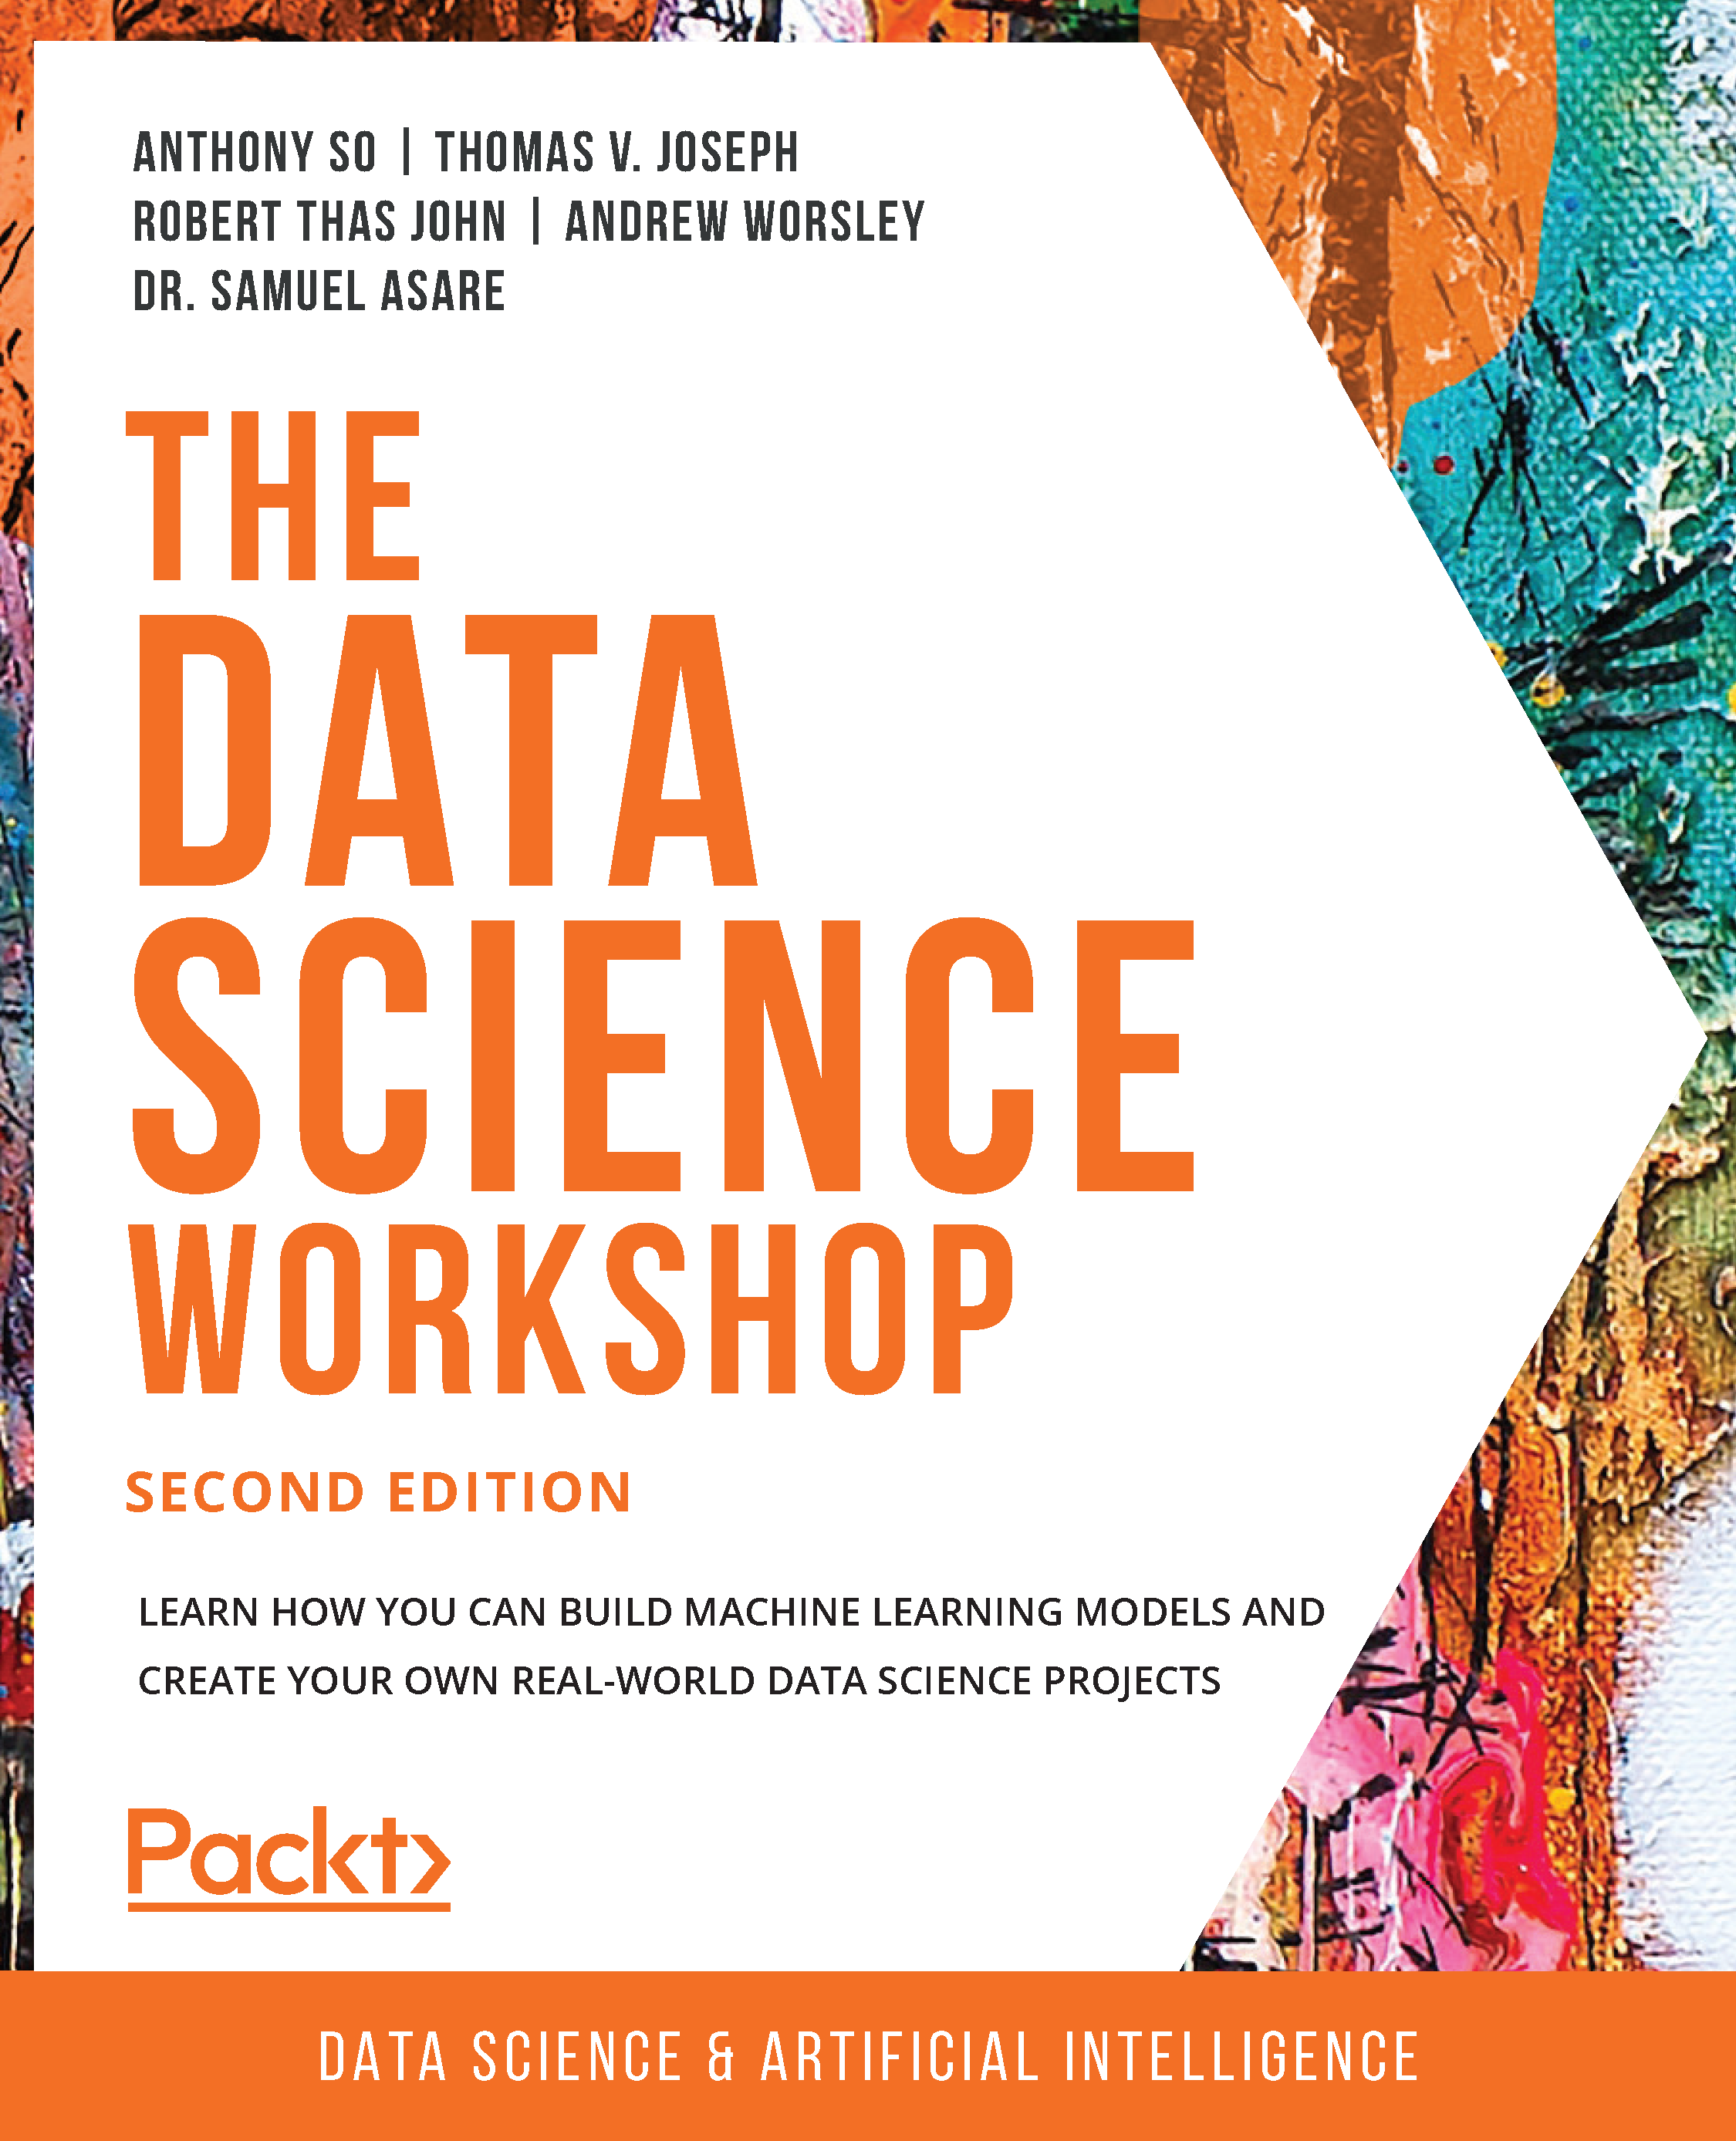 ANTHONY SO | THOMAS V. JOSEPH
ROBERT THAS JOHN | ANDREW WORSLEY
DR. SAMUEL ASARE
THE
DATA
SCIENCE
WORKSHOP
SECOND EDITION
LEARN HOW YOU CAN BUILD MACHINE LEARNING MODELS AND
CREATE YOUR OWN REAL-WORLD DATA SCIENCE PROJECTS
Packt>
DATA SCIENCE & ARTIFICIAL INTELLIGENCE